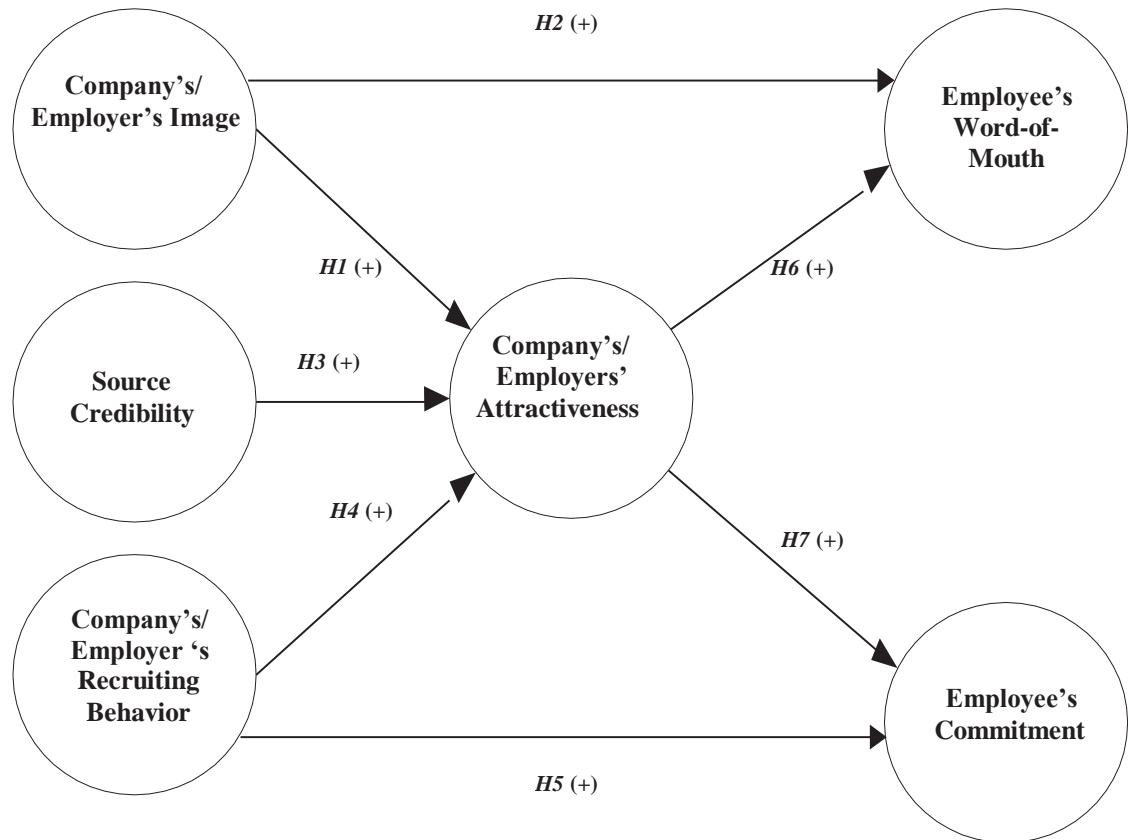 H2 (+)
Company's/
Employer's Image
Employee's
Word-of-
Mouth
H1 (+)
H6 (+)
Company's/
Employers'
Attractiveness
H3 (+)
Source
Credibility
H4 (+)
H7 (+)
Company's/
Employer ‘s
Recruiting
Behavior
Employee's
Commitment
H5 (+)